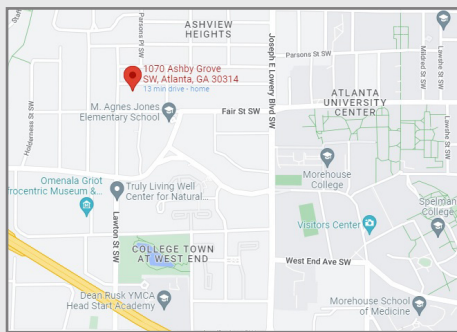 ASHVIEW
HEIGHTS
Parsons Pl SW
Joseph E Lowery Blvd SW
Parsons St SW
Mildred St SW
Lawshe St SW
1070 Ashby Grove
SW, Atlanta, GA 30314
13 min drive - home
ATLANTA
UNIVERSITY
CENTER
M. Agnes Jones
Elementary School
Fair St SW
Holderness St SW
Lawshe St SW
Morehouse
College
Omenala Griot
frocentric Museum &...
Truly Living Well
Center for Natural...
Spelman
College
Lawton St SW
Visitors Center
COLLEGE TOWN
AT WEST END
West End Ave SW
Dean Rusk YMCA
Head Start Academy
Morehouse School
of Medicine